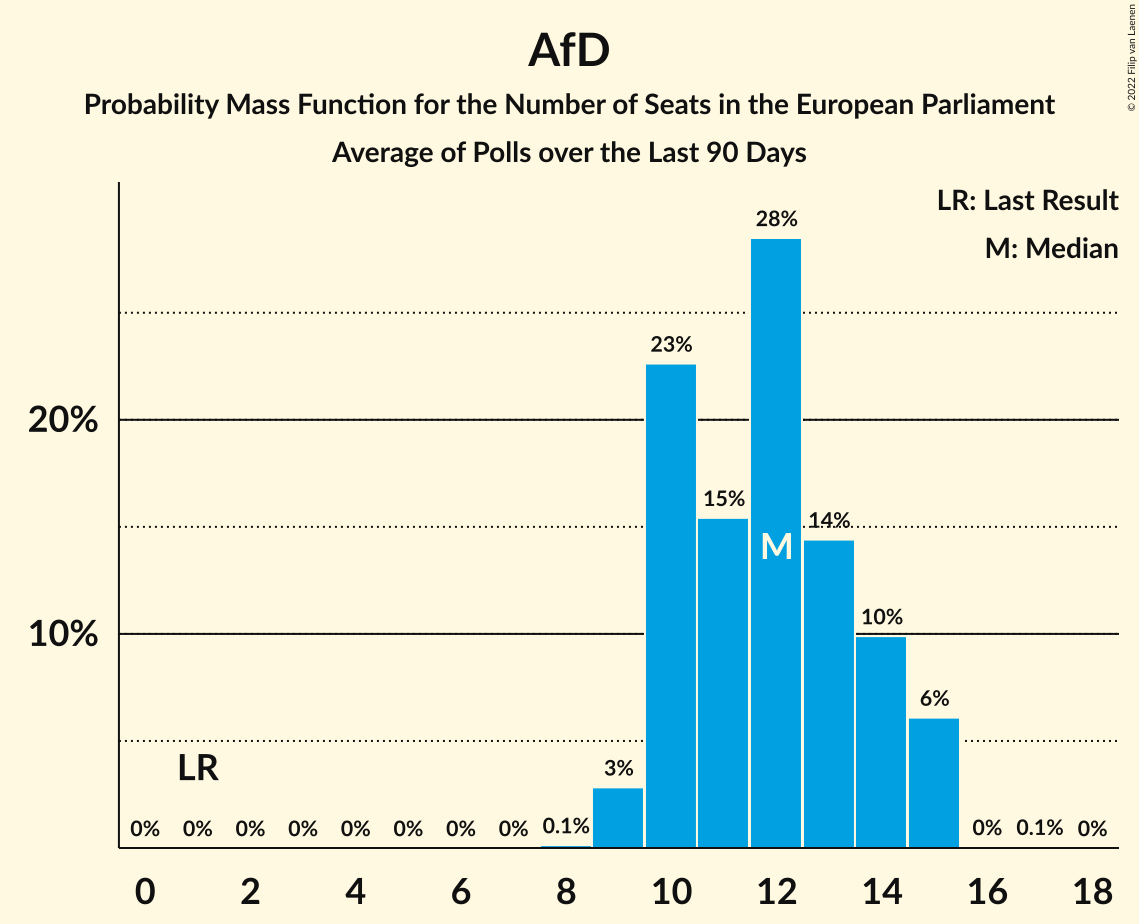 AfD
Probability Mass Function for the Number of Seats in the European Parliament
Average of Polls over the Last 90 Days
© 2022 Filip van Laenen
LR: Last Result
M: Median
28%
23%
20%
15%
14%
M
10%
10%
6%
LR
3%
0% 0% 0% 0% 0% 0% 0% 0% 0.1% 0% 0.1% 0%
0 2 4 6 8 10 12 14 16 18